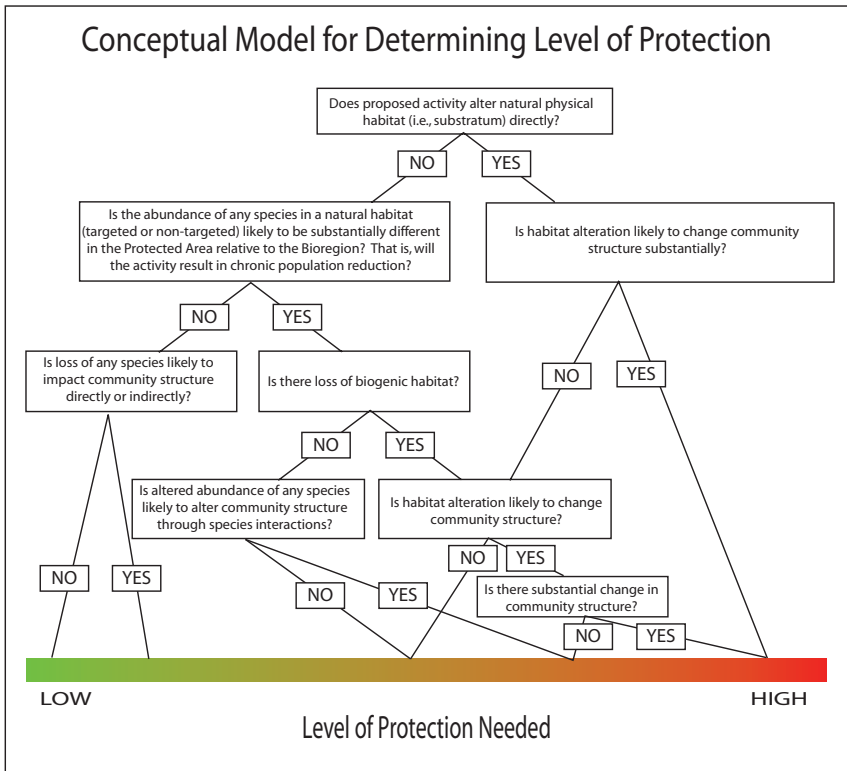 Conceptual Model for Determining Level of Protection
Does proposed activity alter natural physical
habitat (i.e., substratum) directly?
NO
YES
Is the abundance of any species in a natural habitat
(targeted or non-targeted) likely to be substantially different
in the Protected Area relative to the Bioregion? That is, will
the activity result in chronic population reduction?
Is habitat alteration likely to change community
structure substantially?
NO
YES
Is loss of any species likely to
impact community structure
directly or indirectly?
Is there loss of biogenic habitat?
NO
YES
NO
YES
Is altered abundance of any species
likely to alter community structure
through species interactions?
Is habitat alteration likely to change
community structure?
NO
YES
NO
YES
NO
YES
Is there substantial change in
community structure?
NO
YES
LOW
HIGH
Level of Protection Needed